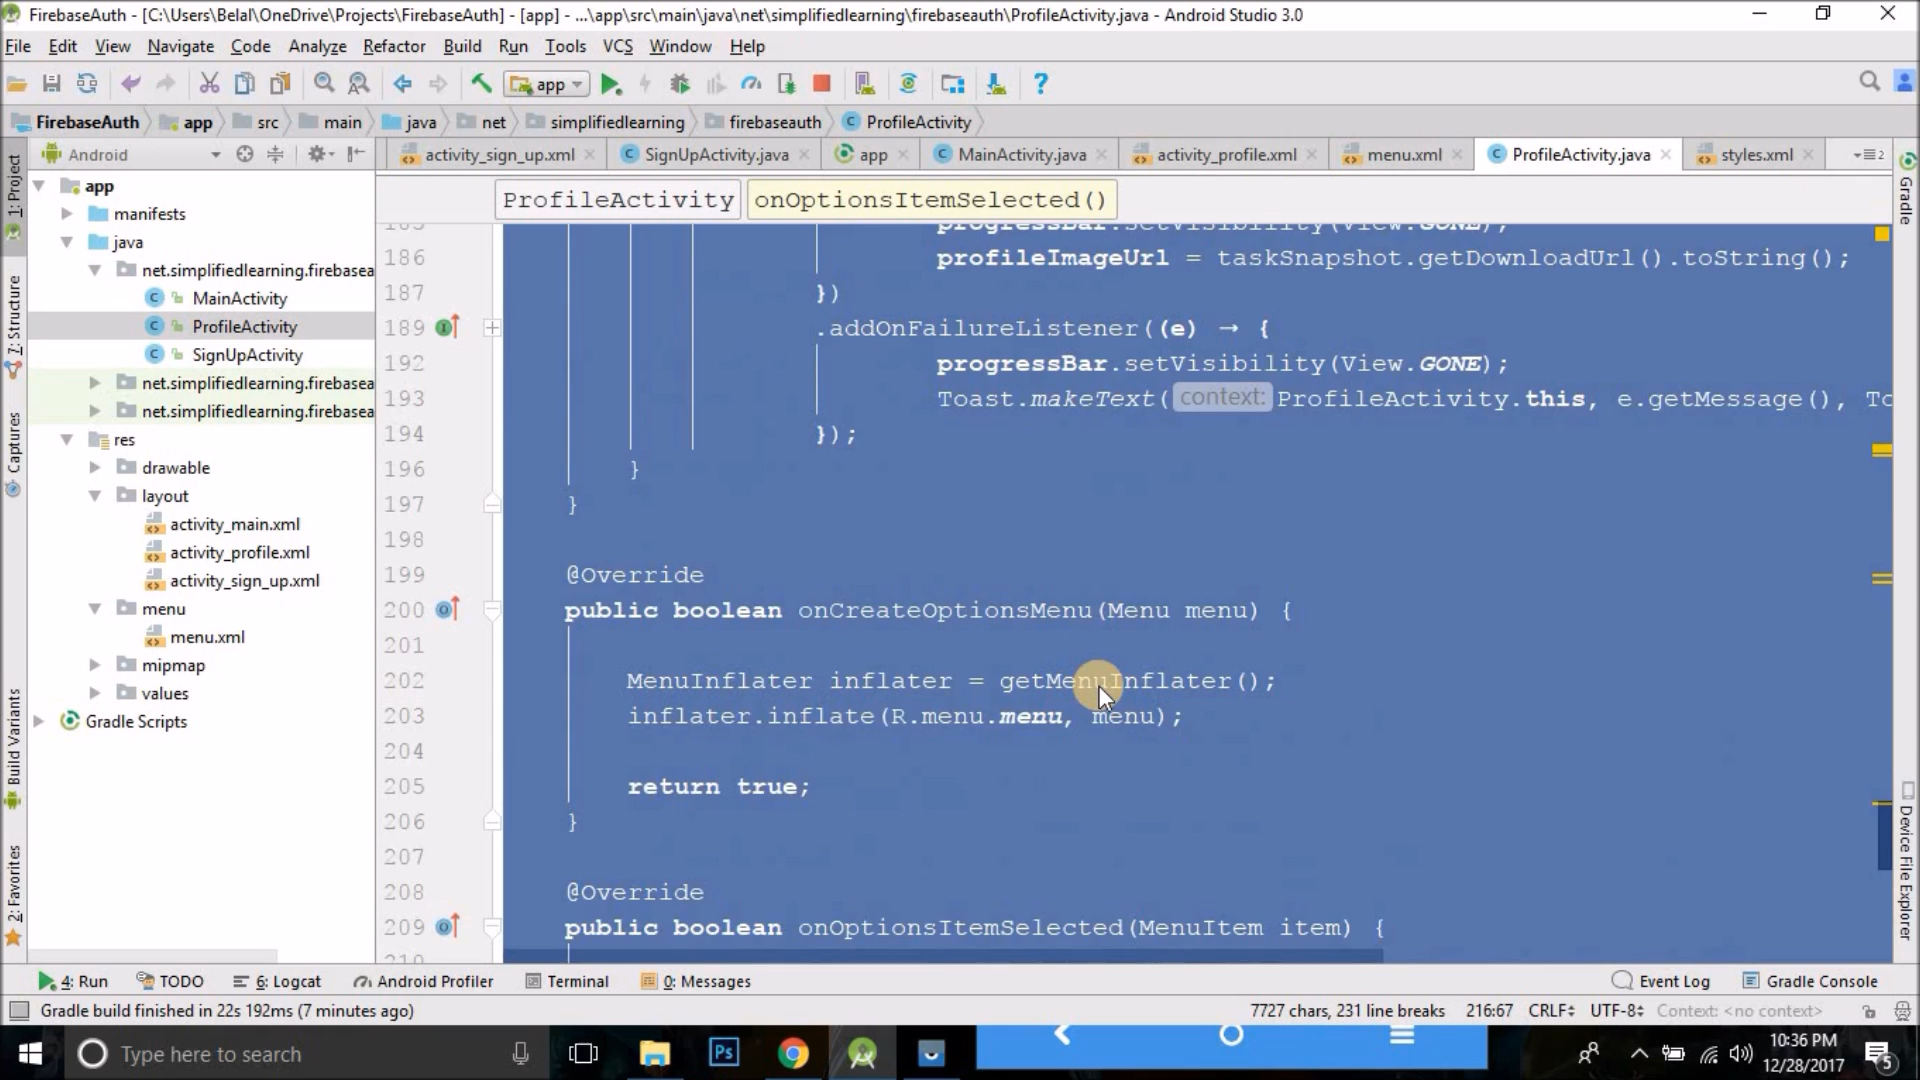 FirebaseAuth - [C:\Users\Belal\OneDrive\Projects\FirebaseAuth] - [app] - ...\app\src\main\java\net\simplifiedlearning\firebaseauth\ProfileActivity.java - Android Studio 3.0
File Edit View Navigate Code Analyze Refactor Build Run Tools VCS Window Help
app
FirebaseAuth app src main java net simplifiedlearning firebaseauth ProfileActivity
Android
activity_sign_up.xml SignUpActivity.java app MainActivity.java activity_profile.xml menu.xml ProfileActivity.java styles.xml 2
ProfileActivity onOptionsItemSelected()
1: Project
Z: Structure
Captures
Build Variants
2: Favorites
app
manifests
java
net.simplifiedlearning.firebasea
MainActivity
ProfileActivity
SignUpActivity
net.simplifiedlearning.firebasea
net.simplifiedlearning.firebasea
res
drawable
layout
activity_main.xml
activity_profile.xml
activity_sign_up.xml
menu
menu.xml
mipmap
values
Gradle Scripts
185 progressBar.setVisibility(View.GONE);
186 profileImageUrl = taskSnapshot.getDownloadUrl().toString();
187 })
189 .addOnFailureListener((e) → {
192 progressBar.setVisibility(View.GONE);
193 Toast.makeText( context: ProfileActivity.this, e.getMessage(), To
194 });
196 }
197 }
198
199 @Override
200 public boolean onCreateOptionsMenu(Menu menu) {
201
202 MenuInflater inflater = getMenuInflater();
203 inflater.inflate(R.menu.menu, menu);
204
205 return true;
206 }
207
208 @Override
209 public boolean onOptionsItemSelected(MenuItem item) {
210
Gradle
Device File Explorer
4: Run TODO 6: Logcat Android Profiler Terminal 0: Messages Event Log Gradle Console
Gradle build finished in 22s 192ms (7 minutes ago) 7727 chars, 231 line breaks 216:67 CRLF UTF-8 Context: <no context>
Type here to search
Ps
10:36 PM
12/28/2017
5